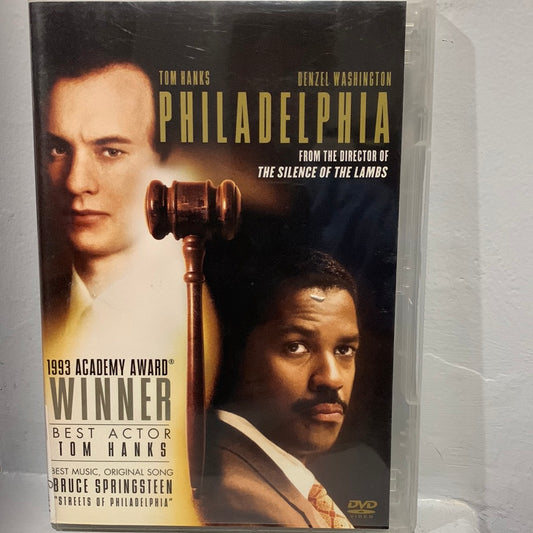 TOM HANKS DENZEL WASHINGTON
PHILADELPHIA
FROM THE DIRECTOR OF
THE SILENCE OF THE LAMBS
1993 ACADEMY AWARD®
WINNER
BEST ACTOR
TOM HANKS
BEST MUSIC, ORIGINAL SONG
BRUCE SPRINGSTEEN
"STREETS OF PHILADELPHIA"
DVD
VIDEO